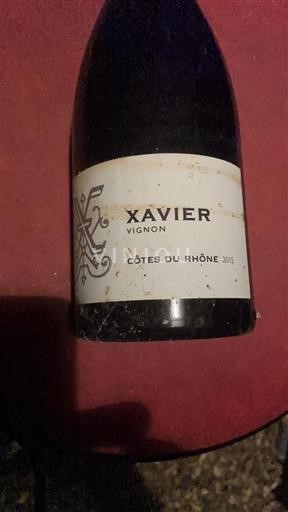 XAVIER
VIGNON
CÔTES DU RHÔNE 2015